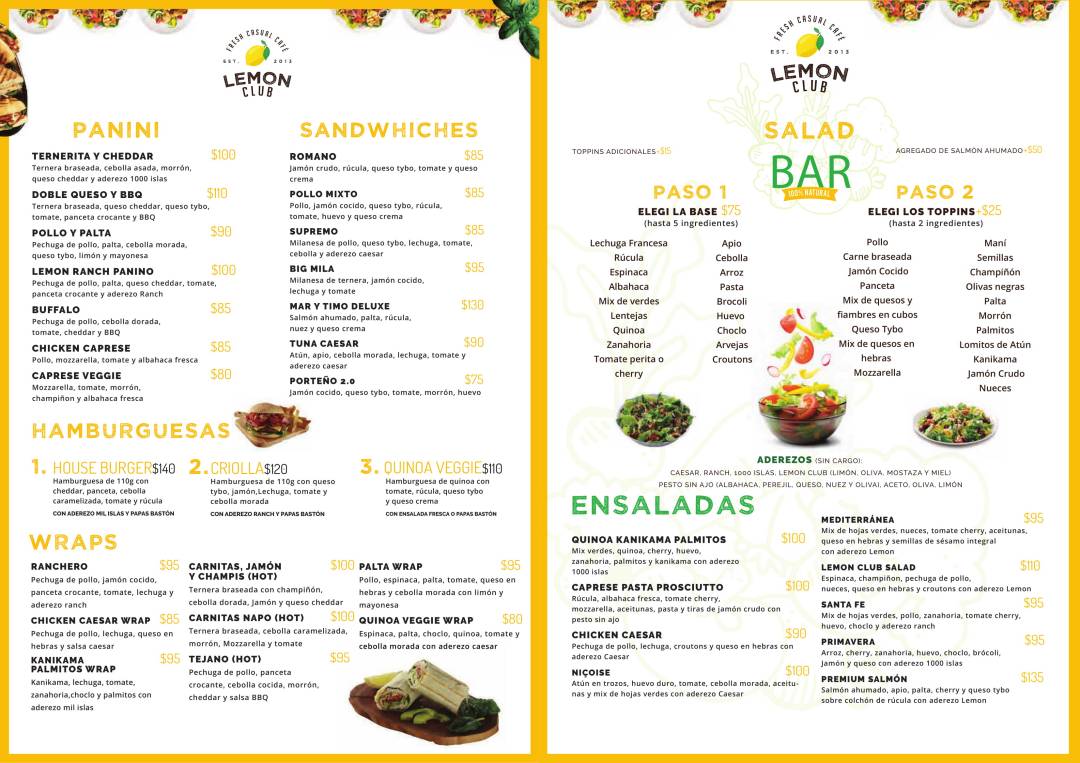 FRESH CASUAL CAFÉ
EST. 2013
LEMON
CLUB
PANINI
TERNERITA Y CHEDDAR $100
Ternera braseada, cebolla asada, morrón,
queso cheddar y aderezo 1000 islas
DOBLE QUESO Y BBQ $110
Ternera braseada, queso cheddar, queso tybo,
tomate, panceta crocante y BBQ
POLLO Y PALTA $90
Pechuga de pollo, palta, cebolla morada,
queso tybo, limón y mayonesa
LEMON RANCH PANINO $100
Pechuga de pollo, palta, queso cheddar, tomate,
panceta crocante y aderezo Ranch
BUFFALO $85
Pechuga de pollo, cebolla dorada,
tomate, cheddar y BBQ
CHICKEN CAPRESE $85
Pollo, mozzarella, tomate y albahaca fresca
CAPRESE VEGGIE $80
Mozzarella, tomate, morrón,
champiñon y albahaca fresca
SANDWHICHES
ROMANO $85
Jamón crudo, rúcula, queso tybo, tomate y queso
crema
POLLO MIXTO $85
Pollo, jamón cocido, queso tybo, rúcula,
tomate, huevo y queso crema
SUPREMO $85
Milanesa de pollo, queso tybo, lechuga, tomate,
cebolla y aderezo caesar
BIG MILA $95
Milanesa de ternera, jamón cocido,
lechuga y tomate
MAR Y TIMO DELUXE $130
Salmón ahumado, palta, rúcula,
nuez y queso crema
TUNA CAESAR $90
Atún, apio, cebolla morada, lechuga, tomate y
aderezo caesar
PORTEÑO 2.0 $75
Jamón cocido, queso tybo, tomate, morrón, huevo
HAMBURGUESAS
1. HOUSE BURGER$140
Hamburguesa de 110g con
cheddar, panceta, cebolla
caramelizada, tomate y rúcula
CON ADEREZO MIL ISLAS Y PAPAS BASTÓN
2. CRIOLLA$120
Hamburguesa de 110g con queso
tybo, jamón,Lechuga, tomate y
cebolla morada
CON ADEREZO RANCH Y PAPAS BASTÓN
3. QUINOA VEGGIE$110
Hamburguesa de quinoa con
tomate, rúcula, queso tybo
y queso crema
CON ENSALADA FRESCA O PAPAS BASTÓN
WRAPS
RANCHERO $95
Pechuga de pollo, jamón cocido,
panceta crocante, tomate, lechuga y
aderezo ranch
CHICKEN CAESAR WRAP $85
Pechuga de pollo, lechuga, queso en
hebras y salsa caesar
KANIKAMA
PALMITOS WRAP $95
Kanikama, lechuga, tomate,
zanahoria,choclo y palmitos con
aderezo mil islas
CARNITAS, JAMÓN
Y CHAMPIS (HOT) $100
Ternera braseada con champiñón,
cebolla dorada, Jamón y queso cheddar
CARNITAS NAPO (HOT) $100
Ternera braseada, cebolla caramelizada,
morrón, Mozzarella y tomate
TEJANO (HOT) $95
Pechuga de pollo, panceta
crocante, cebolla cocida, morrón,
cheddar y salsa BBQ
PALTA WRAP $95
Pollo, espinaca, palta, tomate, queso en
hebras y cebolla morada con limón y
mayonesa
QUINOA VEGGIE WRAP $80
Espinaca, palta, choclo, quinoa, tomate y
cebolla morada con aderezo caesar
FRESH CASUAL CAFÉ
EST. 2013
LEMON
CLUB
SALAD
BAR
100% NATURAL
TOPPINS ADICIONALES+$15
AGREGADO DE SALMÓN AHUMADO+$50
PASO 1
ELEGI LA BASE $75
(hasta 5 ingredientes)
Lechuga Francesa
Rúcula
Espinaca
Albahaca
Mix de verdes
Lentejas
Quinoa
Zanahoria
Tomate perita o
cherry
Apio
Cebolla
Arroz
Pasta
Brocoli
Huevo
Choclo
Arvejas
Croutons
PASO 2
ELEGI LOS TOPPINS+$25
(hasta 2 ingredientes)
Pollo
Carne braseada
Jamón Cocido
Panceta
Mix de quesos y
fiambres en cubos
Queso Tybo
Mix de quesos en
hebras
Mozzarella
Maní
Semillas
Champiñón
Olivas negras
Palta
Morrón
Palmitos
Lomitos de Atún
Kanikama
Jamón Crudo
Nueces
ADEREZOS (SIN CARGO):
CAESAR, RANCH, 1000 ISLAS, LEMON CLUB (LIMÓN, OLIVA, MOSTAZA Y MIEL)
PESTO SIN AJO (ALBAHACA, PEREJIL, QUESO, NUEZ Y OLIVA), ACETO, OLIVA, LIMÓN
ENSALADAS
QUINOA KANIKAMA PALMITOS $100
Mix verdes, quinoa, cherry, huevo,
zanahoria, palmitos y kanikama con aderezo
1000 islas
CAPRESE PASTA PROSCIUTTO $100
Rúcula, albahaca fresca, tomate cherry,
mozzarella, aceitunas, pasta y tiras de jamón crudo con
pesto sin ajo
CHICKEN CAESAR $90
Pechuga de pollo, lechuga, croutons y queso en hebras con
aderezo Caesar
NIÇOISE $100
Atún en trozos, huevo duro, tomate, cebolla morada, aceitu-
nas y mix de hojas verdes con aderezo Caesar
MEDITERRÁNEA $95
Mix de hojas verdes, nueces, tomate cherry, aceitunas,
queso en hebras y semillas de sésamo integral
con aderezo Lemon
LEMON CLUB SALAD $110
Espinaca, champiñon, pechuga de pollo,
nueces, queso en hebras y croutons con aderezo Lemon
SANTA FE $95
Mix de hojas verdes, pollo, zanahoria, tomate cherry,
huevo, choclo y aderezo ranch
PRIMAVERA $95
Arroz, cherry, zanahoria, huevo, choclo, brócoli,
Jamón y queso con aderezo 1000 islas
PREMIUM SALMÓN $135
Salmón ahumado, apio, palta, cherry y queso tybo
sobre colchón de rúcula con aderezo Lemon